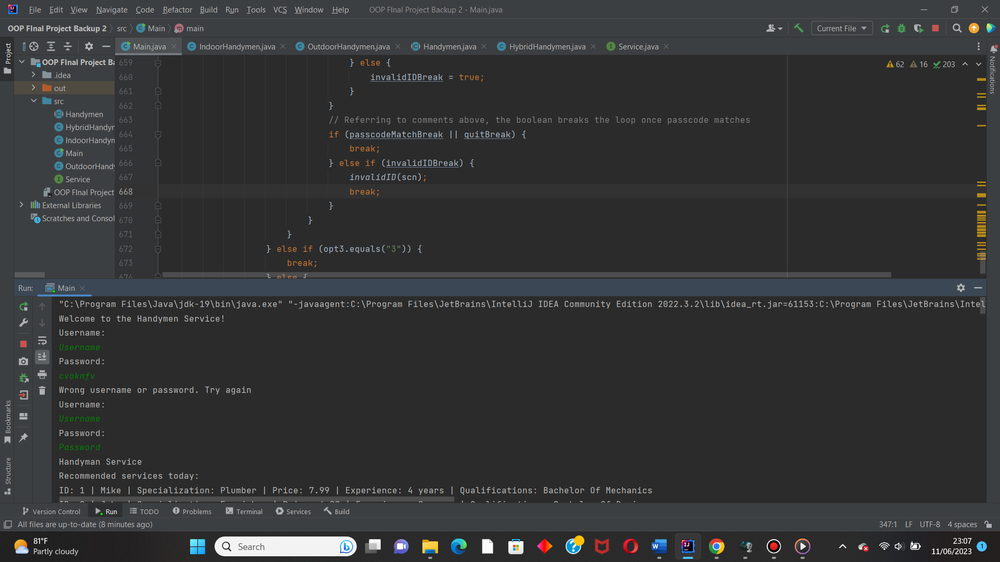 File Edit View Navigate Code Refactor Build Run Tools VCS Window Help OOP FInal Project Backup 2 - Main.java
OOP FInal Project Backup 2 src Main main Current File
Project
Main.java IndoorHandymen.java OutdoorHandymen.java Handymen.java HybridHandymen.java Service.java
OOP FInal Project Ba
.idea
out
src
Handymen
HybridHandyn
IndoorHandyn
Main
OutdoorHandy
Service
OOP FInal Project
External Libraries
Scratches and Consol
62 16 203
Notifications
659 } else {
660 invalidIDBreak = true;
661 }
662 }
663 // Referring to comments above, the boolean breaks the loop once passcode matches
664 if (passcodeMatchBreak || quitBreak) {
665 break;
666 } else if (invalidIDBreak) {
667 invalidID(scn);
668 break;
669 }
670 }
671 }
672 } else if (opt3.equals("3")) {
673 break;
674 } else {
Run: Main
"C:\Program Files\Java\jdk-19\bin\java.exe" "-javaagent:C:\Program Files\JetBrains\IntelliJ IDEA Community Edition 2022.3.2\lib\idea_rt.jar=61153:C:\Program Files\JetBrains\Intel
Welcome to the Handymen Service!
Username:
Username
Password:
cvoknfv
Wrong username or password. Try again
Username:
Username
Password:
Password
Handyman Service
Recommended services today:
ID: 1 | Mike | Specialization: Plumber | Price: 7.99 | Experience: 4 years | Qualifications: Bachelor Of Mechanics
Bookmarks
Structure
Version Control Run TODO Problems Terminal Services Build
All files are up-to-date (8 minutes ago) 347:1 LF UTF-8 4 spaces
81°F
Partly cloudy
Search
23:07
11/06/2023
1